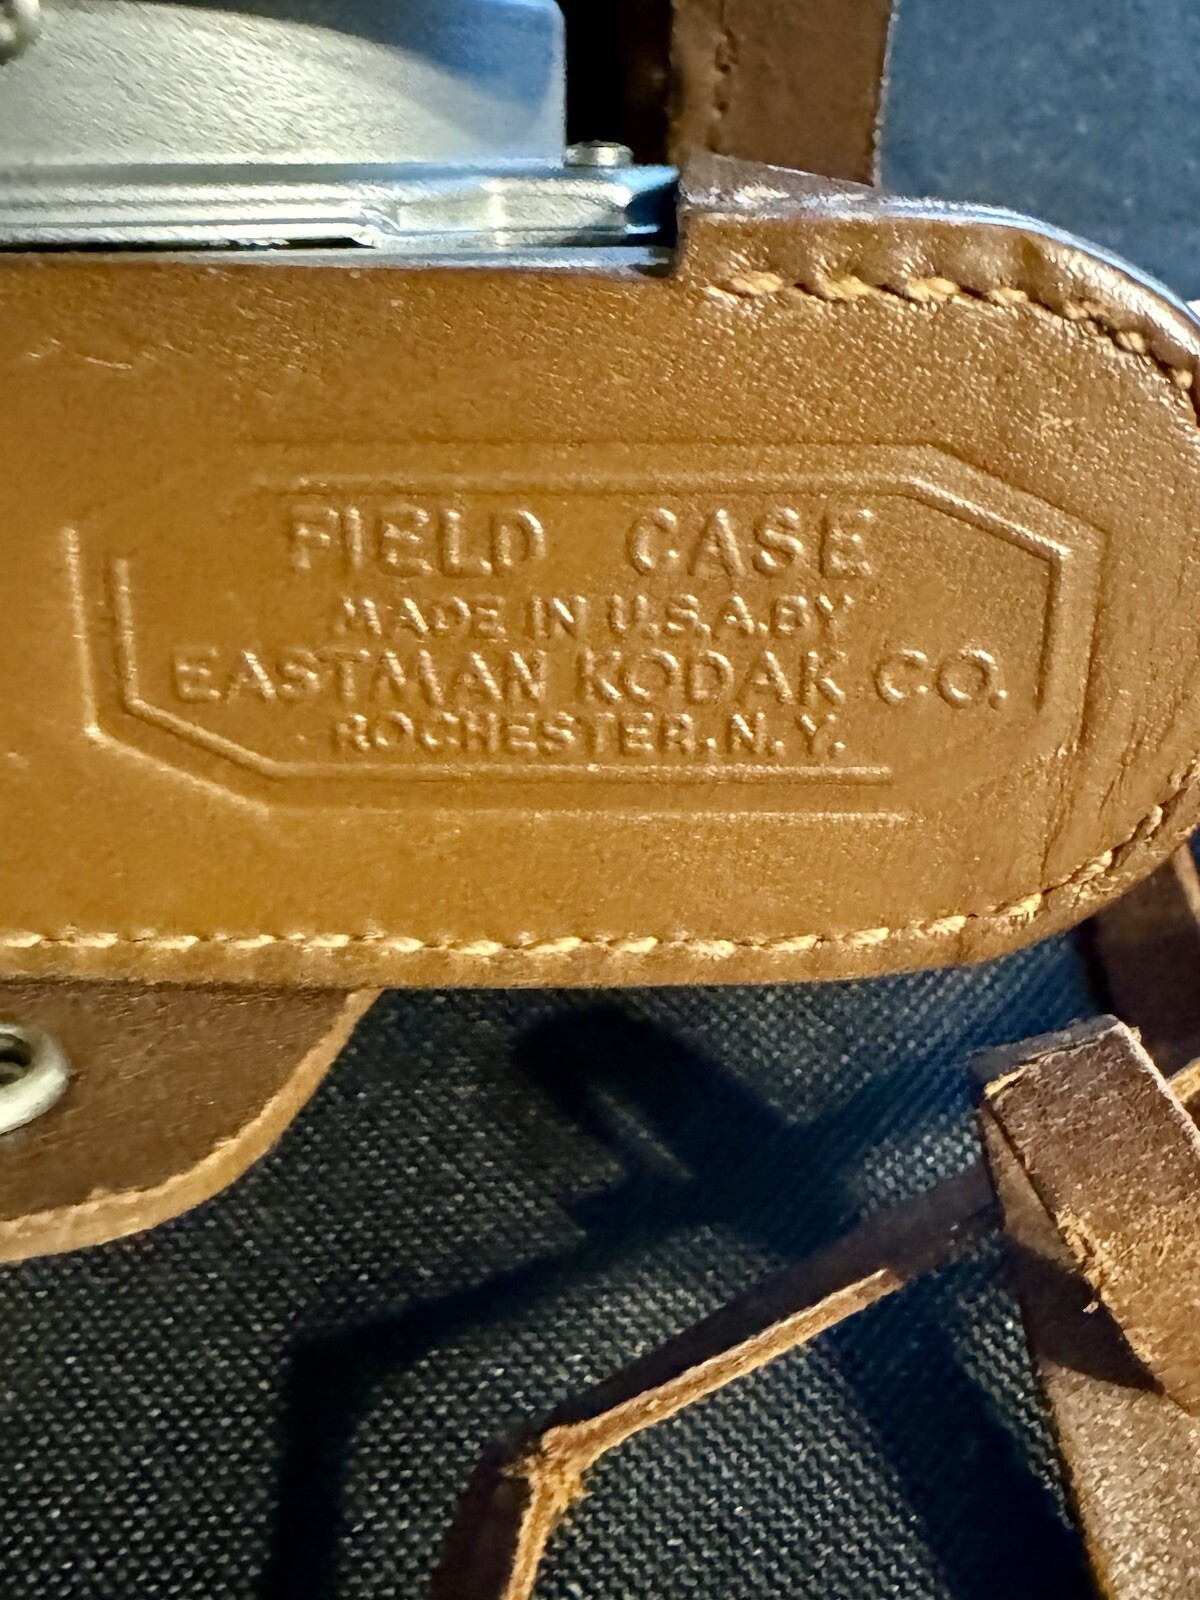 FIELD CASE
MADE IN U.S.A.BY
EASTMAN KODAK CO.
ROCHESTER, N. Y.